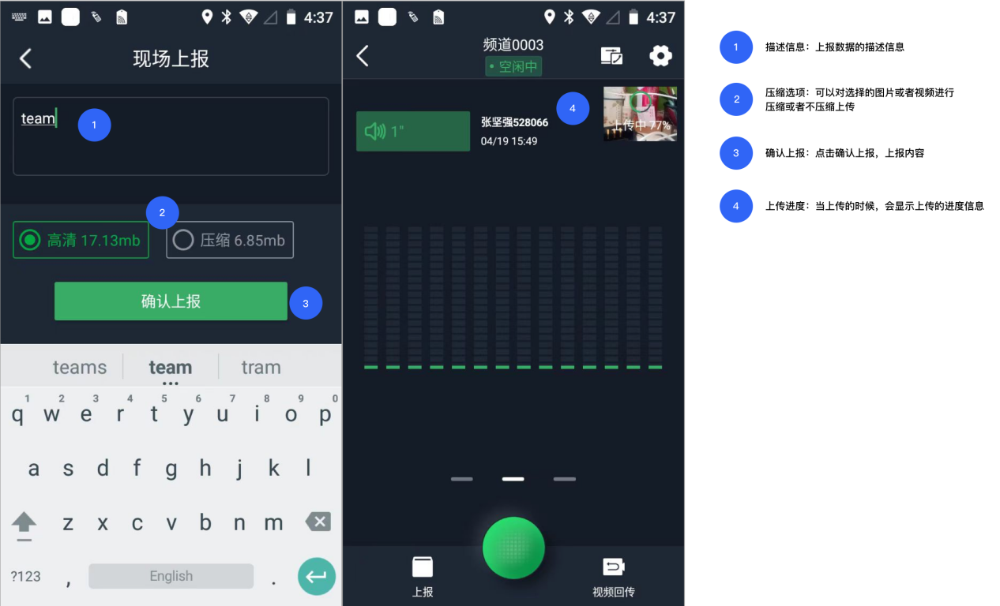 4:37
现场上报
team
1
2
高清 17.13mb
压缩 6.85mb
确认上报
3
teams
team
tram
1 2 3 4 5 6 7 8 9 0
q w e r t y u i o p
a s d f g h j k l
z x c v b n m
?123 , English .
4:37
频道0003
空闲中
1"
张坚强528066
04/19 15:49
4
上传中 77%
上报
视频回传
1 描述信息：上报数据的描述信息
2 压缩选项：可以对选择的图片或者视频进行
压缩或者不压缩上传
3 确认上报：点击确认上报，上报内容
4 上传进度：当上传的时候，会显示上传的进度信息